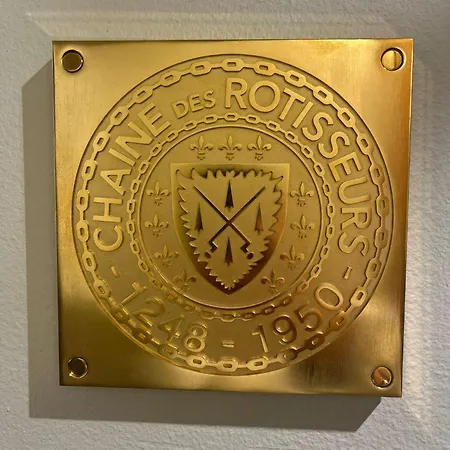 CHAINE DES ROTISSEURS
- 1248 - 1950 -